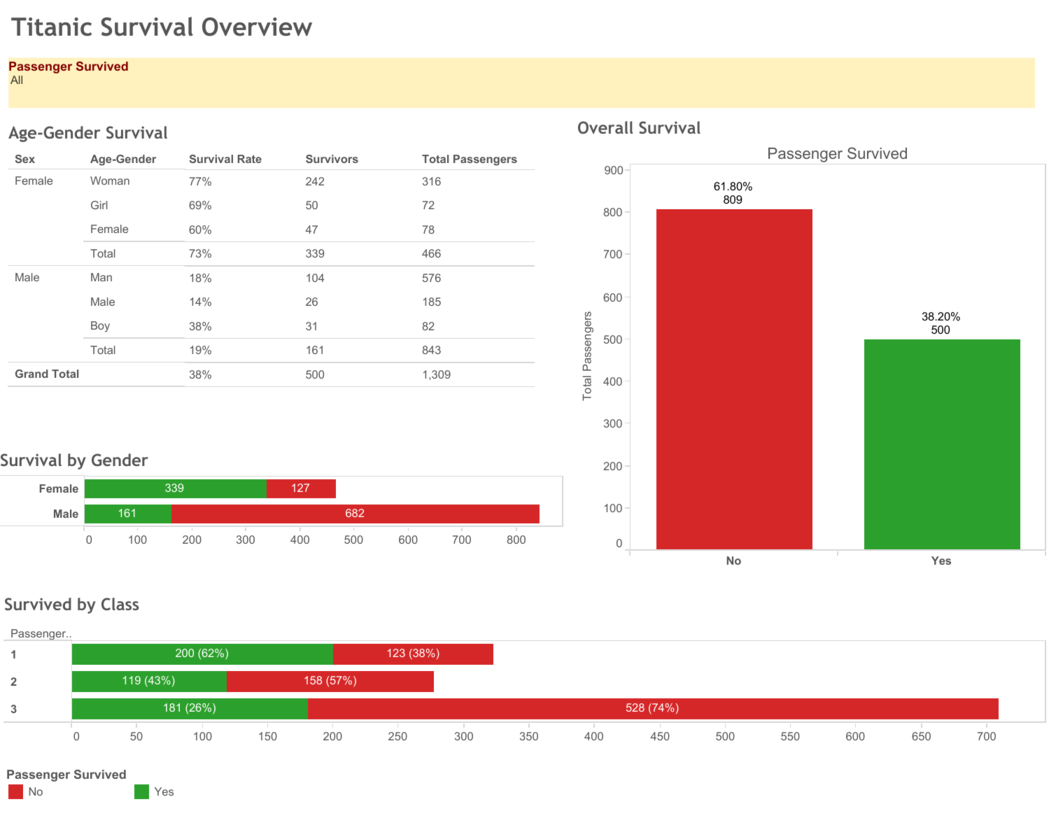 Titanic Survival Overview
Passenger Survived
All
Age-Gender Survival
Sex Age-Gender Survival Rate Survivors Total Passengers
Female Woman 77% 242 316
Girl 69% 50 72
Female 60% 47 78
Total 73% 339 466
Male Man 18% 104 576
Male 14% 26 185
Boy 38% 31 82
Total 19% 161 843
Grand Total 38% 500 1,309
Overall Survival
Passenger Survived
900
800
700
600
500
400
300
200
100
0
Total Passengers
61.80%
809
38.20%
500
No Yes
Survival by Gender
Female 339 127
Male 161 682
0 100 200 300 400 500 600 700 800
Survived by Class
Passenger..
1 200 (62%) 123 (38%)
2 119 (43%) 158 (57%)
3 181 (26%) 528 (74%)
0 50 100 150 200 250 300 350 400 450 500 550 600 650 700
Passenger Survived
No Yes